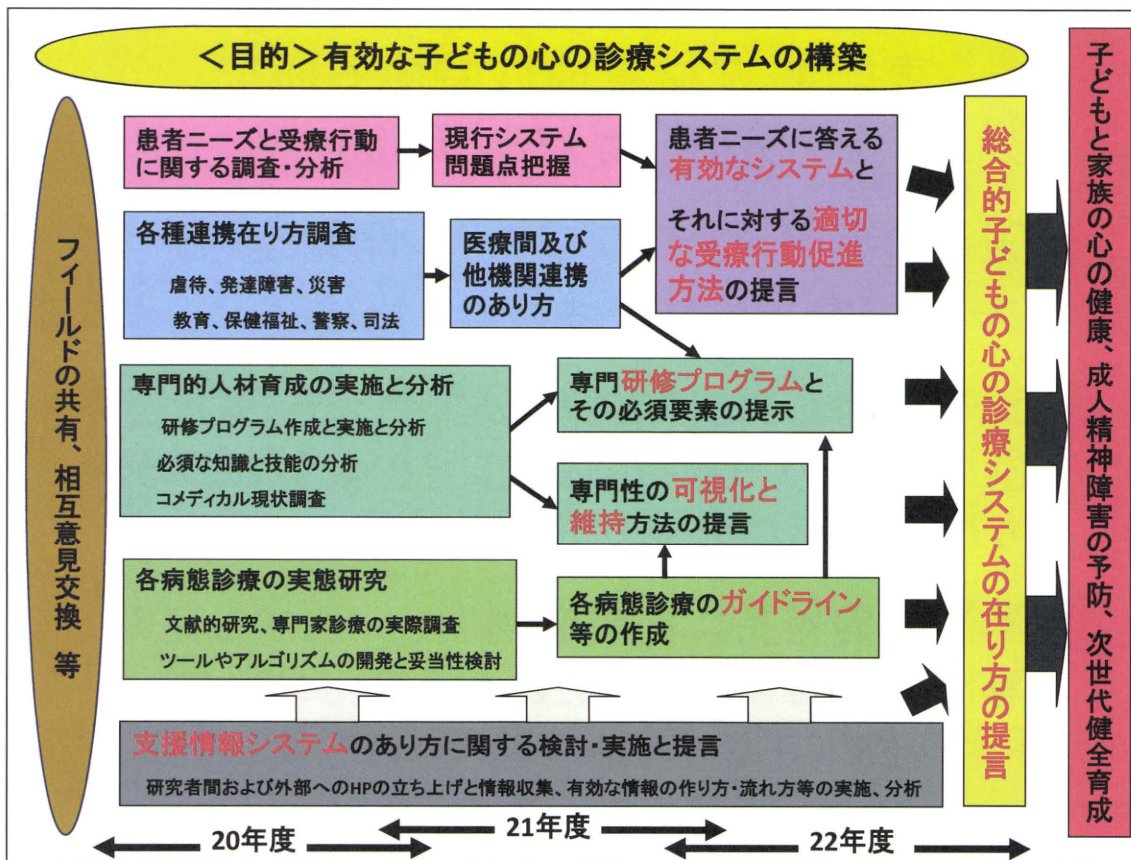 ＜目的＞有効な子どもの心の診療システムの構築
フィールドの共有、相互意見交換 等
患者ニーズと受療行動
に関する調査・分析
現行システム
問題点把握
患者ニーズに答える
有効なシステムと
それに対する適切
な受療行動促進
方法の提言
各種連携在り方調査
虐待、発達障害、災害
教育、保健福祉、警察、司法
医療間及び
他機関連携
のあり方
専門的人材育成の実施と分析
研修プログラム作成と実施と分析
必須な知識と技能の分析
コメディカル現状調査
専門研修プログラムと
その必須要素の提示
専門性の可視化と
維持方法の提言
各病態診療の実態研究
文献的研究、専門家診療の実際調査
ツールやアルゴリズムの開発と妥当性検討
各病態診療のガイドライン
等の作成
支援情報システムのあり方に関する検討・実施と提言
研究者間および外部へのHPの立ち上げと情報収集、有効な情報の作り方・流れ方等の実施、分析
総合的子どもの心の診療システムの在り方の提言
子どもと家族の心の健康、成人精神障害の予防、次世代健全育成
20年度
21年度
22年度